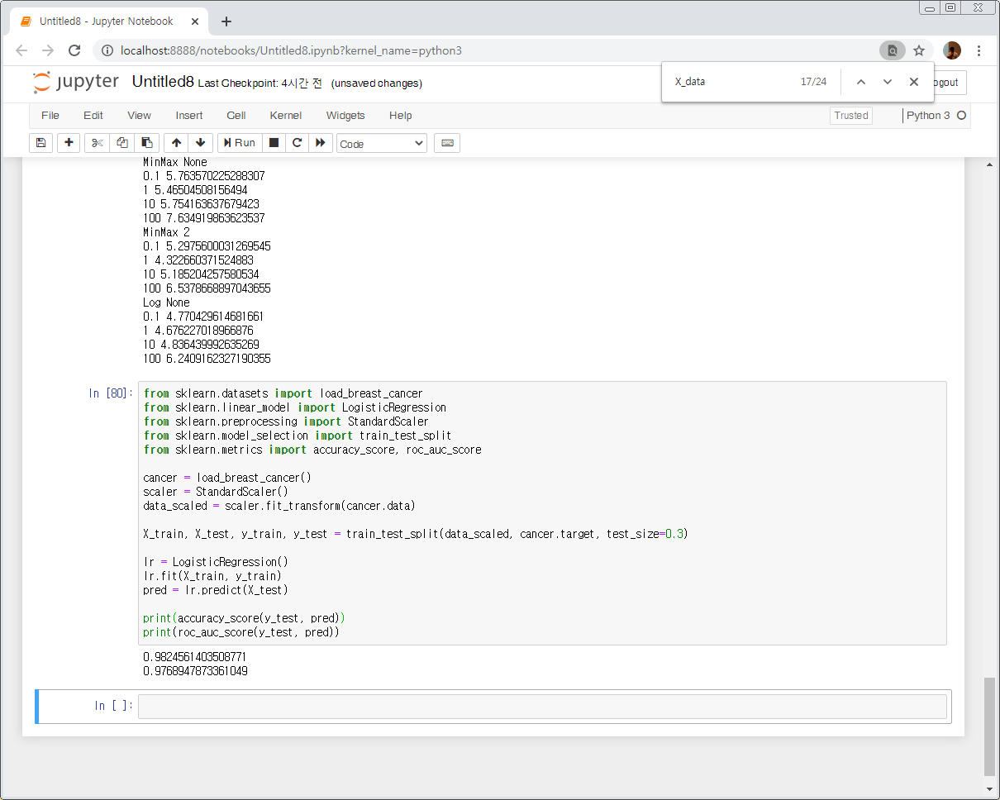 Untitled8 - Jupyter Notebook
localhost:8888/notebooks/Untitled8.ipynb?kernel_name=python3
X_data 17/24
jupyter Untitled8 Last Checkpoint: 4시간 전 (unsaved changes)
ogout
File Edit View Insert Cell Kernel Widgets Help Trusted Python 3
Run Code
MinMax None
0.1 5.763570225288307
1 5.46504508156494
10 5.754163637679423
100 7.634919863623537
MinMax 2
0.1 5.2975600031269545
1 4.322660371524883
10 5.185204257580534
100 6.5378668897043655
Log None
0.1 4.770429614681661
1 4.676227018966876
10 4.836439992635269
100 6.2409162327190355
In [80]:
from sklearn.datasets import load_breast_cancer
from sklearn.linear_model import LogisticRegression
from sklearn.preprocessing import StandardScaler
from sklearn.model_selection import train_test_split
from sklearn.metrics import accuracy_score, roc_auc_score
cancer = load_breast_cancer()
scaler = StandardScaler()
data_scaled = scaler.fit_transform(cancer.data)
X_train, X_test, y_train, y_test = train_test_split(data_scaled, cancer.target, test_size=0.3)
lr = LogisticRegression()
lr.fit(X_train, y_train)
pred = lr.predict(X_test)
print(accuracy_score(y_test, pred))
print(roc_auc_score(y_test, pred))
0.9824561403508771
0.9768947873361049
In [ ]: